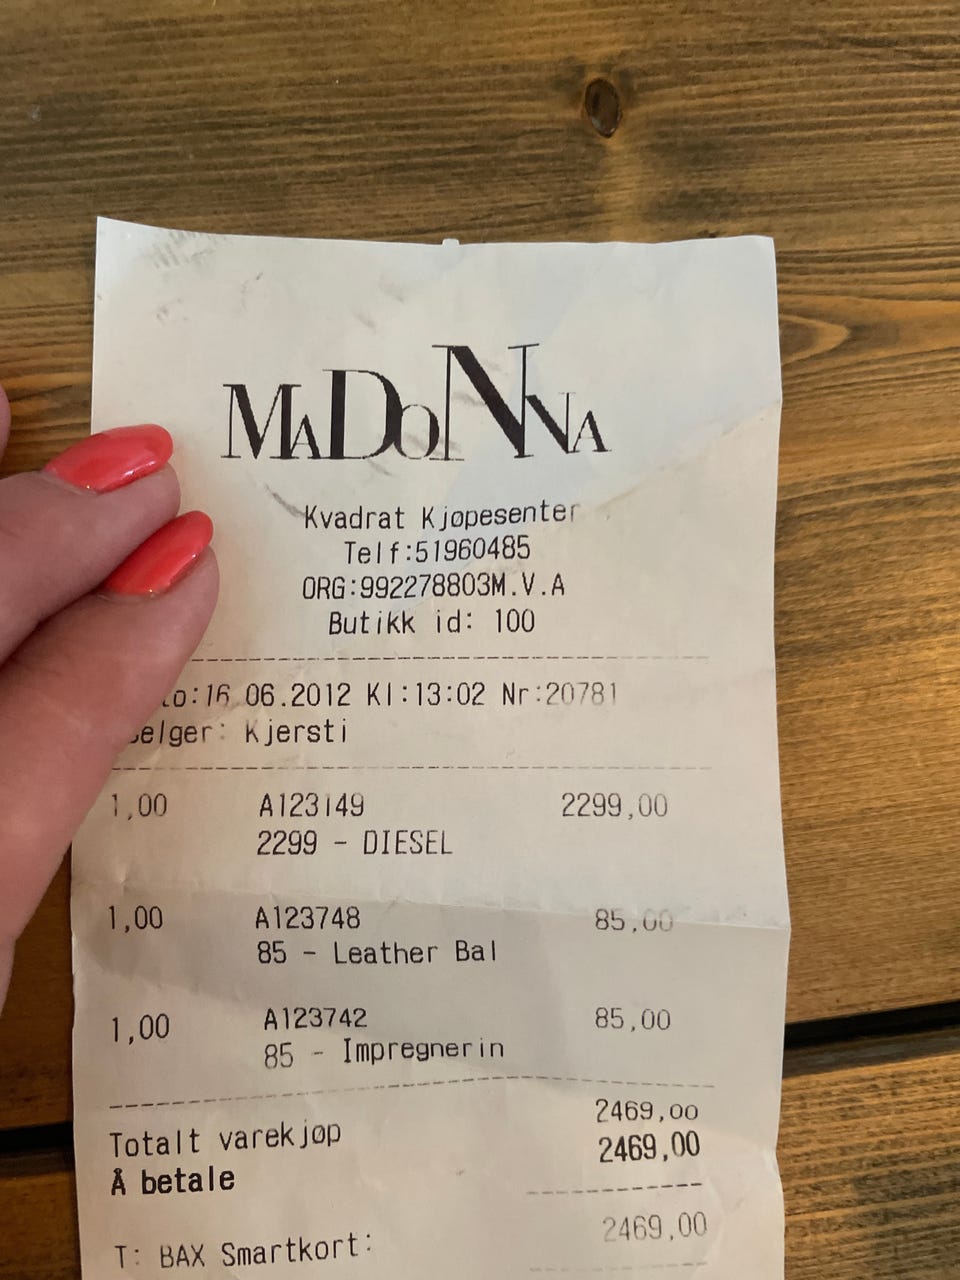 MADONNA
Kvadrat Kjøpesenter
Telf:51960485
ORG:992278803M.V.A
Butikk id: 100
to:16 06.2012 Kl:13:02 Nr:20781
elger: Kjersti
1,00 A123149 2299,00
2299 - DIESEL
1,00 A123748 85,00
85 - Leather Bal
1,00 A123742 85,00
85 - Impregnerin
Totalt varekjøp 2469,00
Å betale 2469,00
T: BAX Smartkort: 2469,00